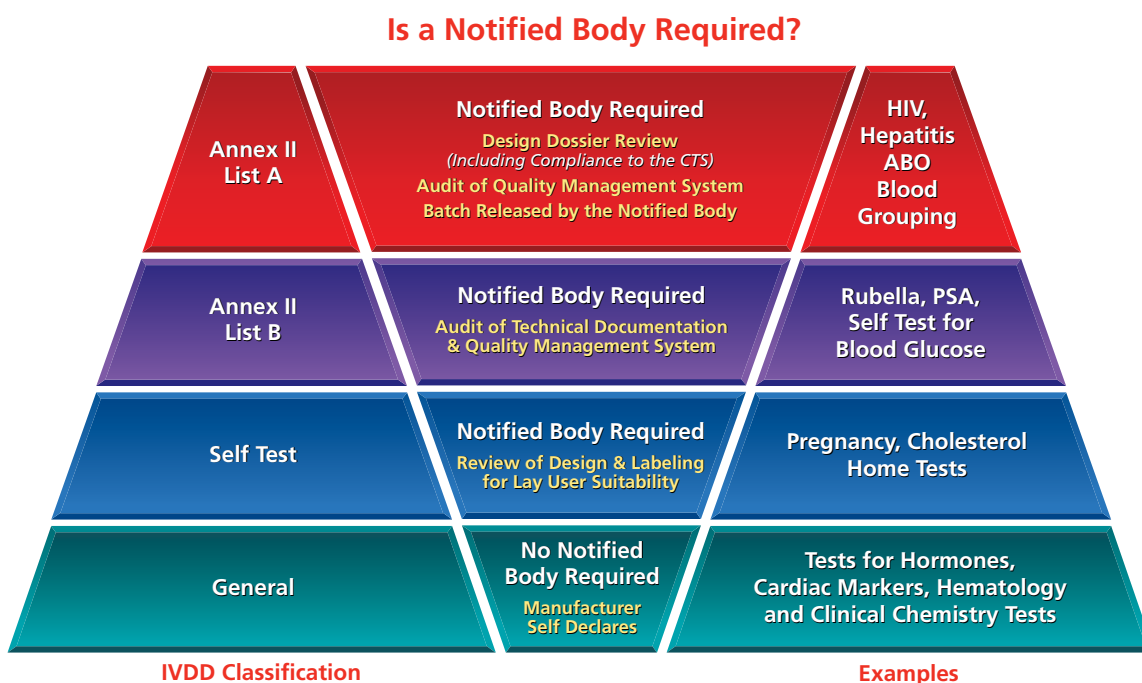 Is a Notified Body Required?
Annex II
List A
Notified Body Required
Design Dossier Review
(Including Compliance to the CTS)
Audit of Quality Management System
Batch Released by the Notified Body
HIV,
Hepatitis
ABO
Blood
Grouping
Annex II
List B
Notified Body Required
Audit of Technical Documentation
& Quality Management System
Rubella, PSA,
Self Test for
Blood Glucose
Self Test
Notified Body Required
Review of Design & Labeling
for Lay User Suitability
Pregnancy, Cholesterol
Home Tests
General
No Notified
Body Required
Manufacturer
Self Declares
Tests for Hormones,
Cardiac Markers, Hematology
and Clinical Chemistry Tests
IVDD Classification
Examples